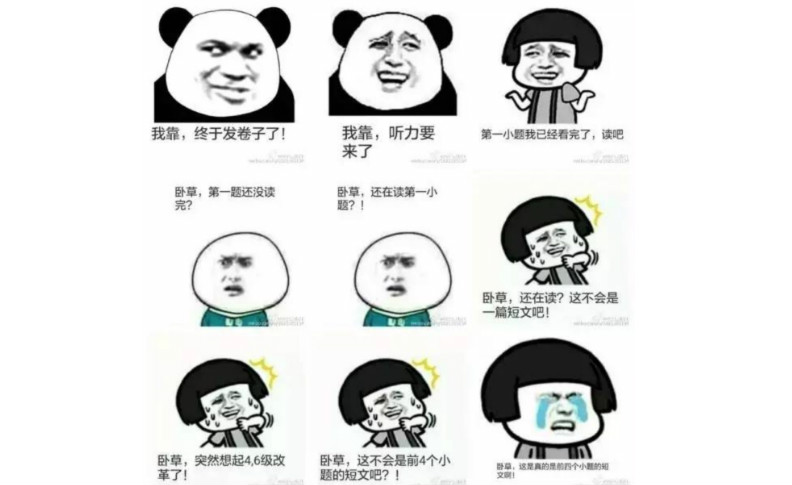 我靠，终于发卷子了！
我靠，听力要
来了
第一小题我已经看完了，读吧
卧草，第一题还没读
完？
卧草，还在读第一小
题？！
卧草，还在读？这不会是
一篇短文吧！
卧草，突然想起4,6级改
革了！
卧草，这不会是前4个小
题的短文吧？！
卧草，这是真的是前四个小题的短
文啊！